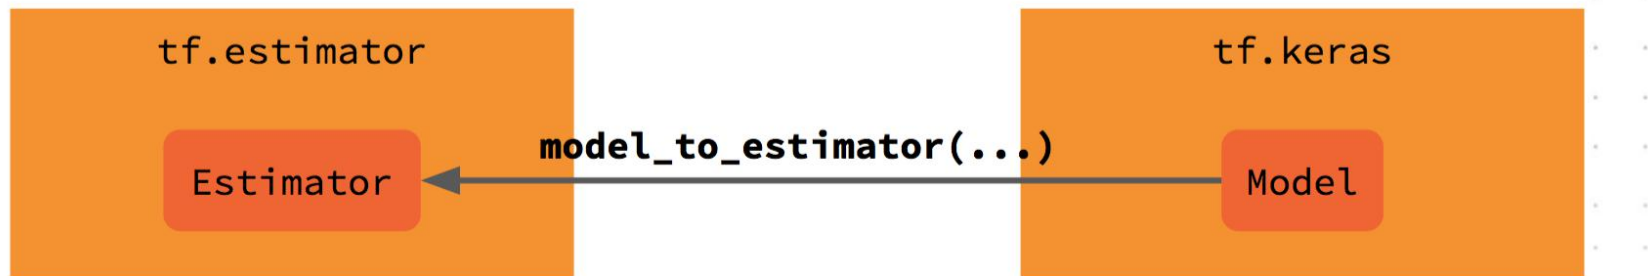 tf.estimator
tf.keras
model_to_estimator(...)
Estimator
Model